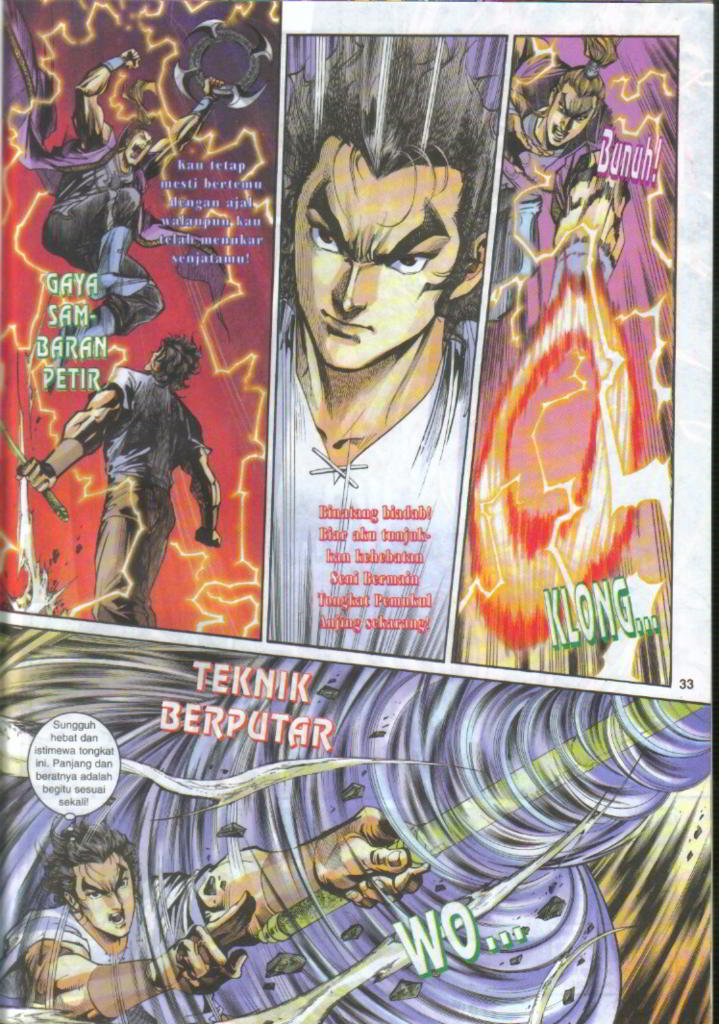 Kau tetap
mesti bertemu
dengan ajal
walaupun kau
telah menukar
senjatamu!
GAYA
SAM-
BARAN
PETIR
Binatang biadab!
Biar aku tunjuk-
kan kehebatan
Seni Bermain
Tongkat Pemukul
Anjing sekarang!
Bunuh!
KLONG...
33
TEKNIK
BERPUTAR
Sungguh
hebat dan
istimewa tongkat
ini. Panjang dan
beratnya adalah
begitu sesuai
sekali!
WO...